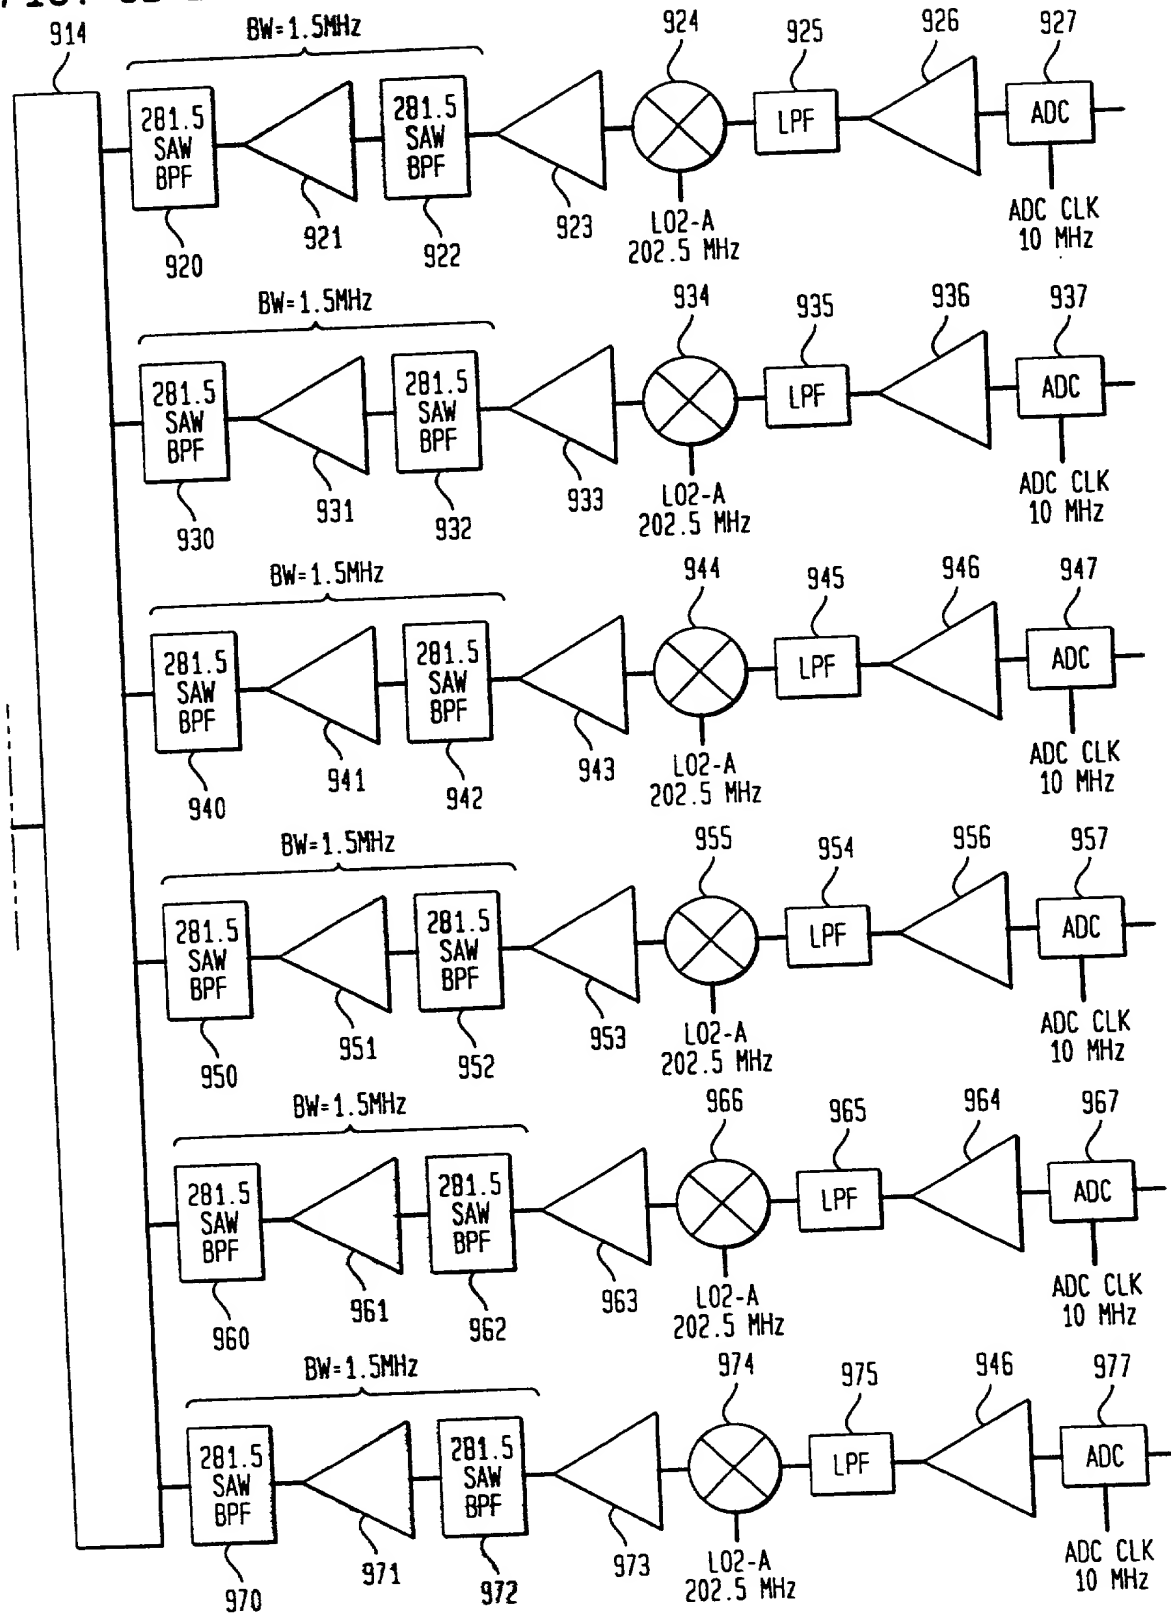 914
BW=1.5MHz
924
925
926
927
281.5
SAW
BPF
281.5
SAW
BPF
LPF
ADC
920
921
922
923
LO2-A
202.5 MHz
ADC CLK
10 MHz
BW=1.5MHz
934
935
936
937
281.5
SAW
BPF
281.5
SAW
BPF
LPF
ADC
930
931
932
933
LO2-A
202.5 MHz
ADC CLK
10 MHz
BW=1.5MHz
944
945
946
947
281.5
SAW
BPF
281.5
SAW
BPF
LPF
ADC
940
941
942
943
LO2-A
202.5 MHz
ADC CLK
10 MHz
BW=1.5MHz
955
954
956
957
281.5
SAW
BPF
281.5
SAW
BPF
LPF
ADC
950
951
952
953
LO2-A
202.5 MHz
ADC CLK
10 MHz
BW=1.5MHz
966
965
964
967
281.5
SAW
BPF
281.5
SAW
BPF
LPF
ADC
960
961
962
963
LO2-A
202.5 MHz
ADC CLK
10 MHz
BW=1.5MHz
974
975
946
977
281.5
SAW
BPF
281.5
SAW
BPF
LPF
ADC
970
971
972
973
LO2-A
202.5 MHz
ADC CLK
10 MHz